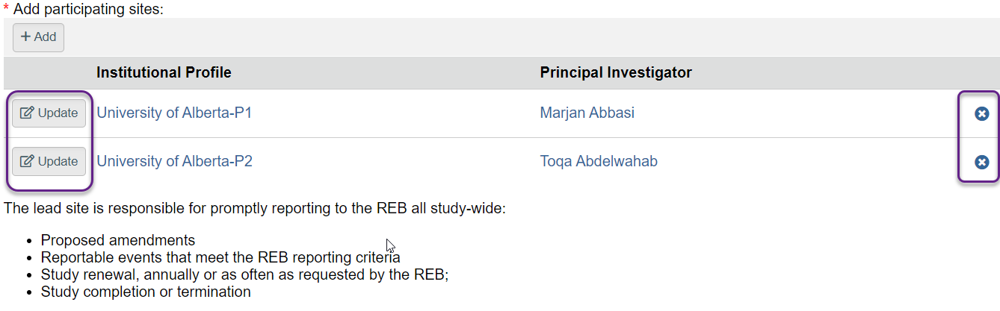 * Add participating sites:
+ Add
Institutional Profile Principal Investigator
Update University of Alberta-P1 Marjan Abbasi
Update University of Alberta-P2 Toqa Abdelwahab
The lead site is responsible for promptly reporting to the REB all study-wide:
• Proposed amendments
• Reportable events that meet the REB reporting criteria
• Study renewal, annually or as often as requested by the REB;
• Study completion or termination